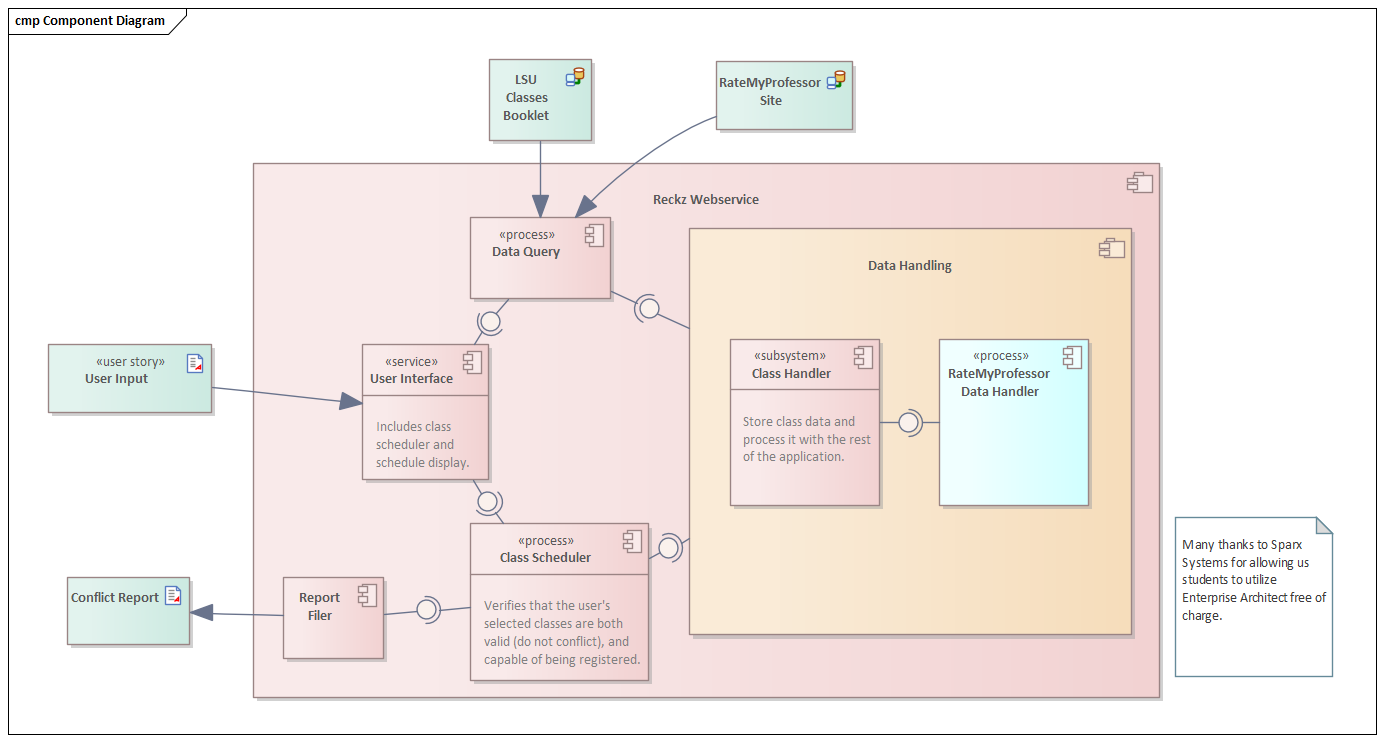 cmp Component Diagram
LSU
Classes
Booklet
RateMyProfessor
Site
Reckz Webservice
«process»
Data Query
Data Handling
«user story»
User Input
«service»
User Interface
Includes class
scheduler and
schedule display.
«subsystem»
Class Handler
Store class data and
process it with the rest
of the application.
«process»
RateMyProfessor
Data Handler
«process»
Class Scheduler
Verifies that the user's
selected classes are both
valid (do not conflict), and
capable of being registered.
Conflict Report
Report
Filer
Many thanks to Sparx
Systems for allowing us
students to utilize
Enterprise Architect free of
charge.